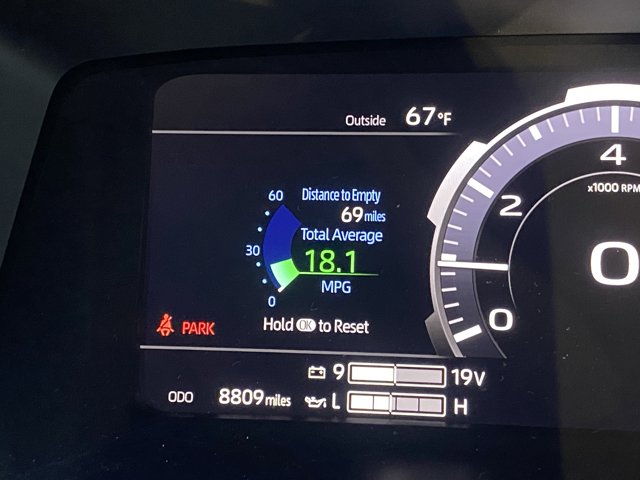 Outside 67°F
4
x1000 RPM
2
0
0
60
Distance to Empty
69 miles
Total Average
30
18.1
MPG
0
Hold OK to Reset
PARK
9 19V
ODO 8809 miles
L H